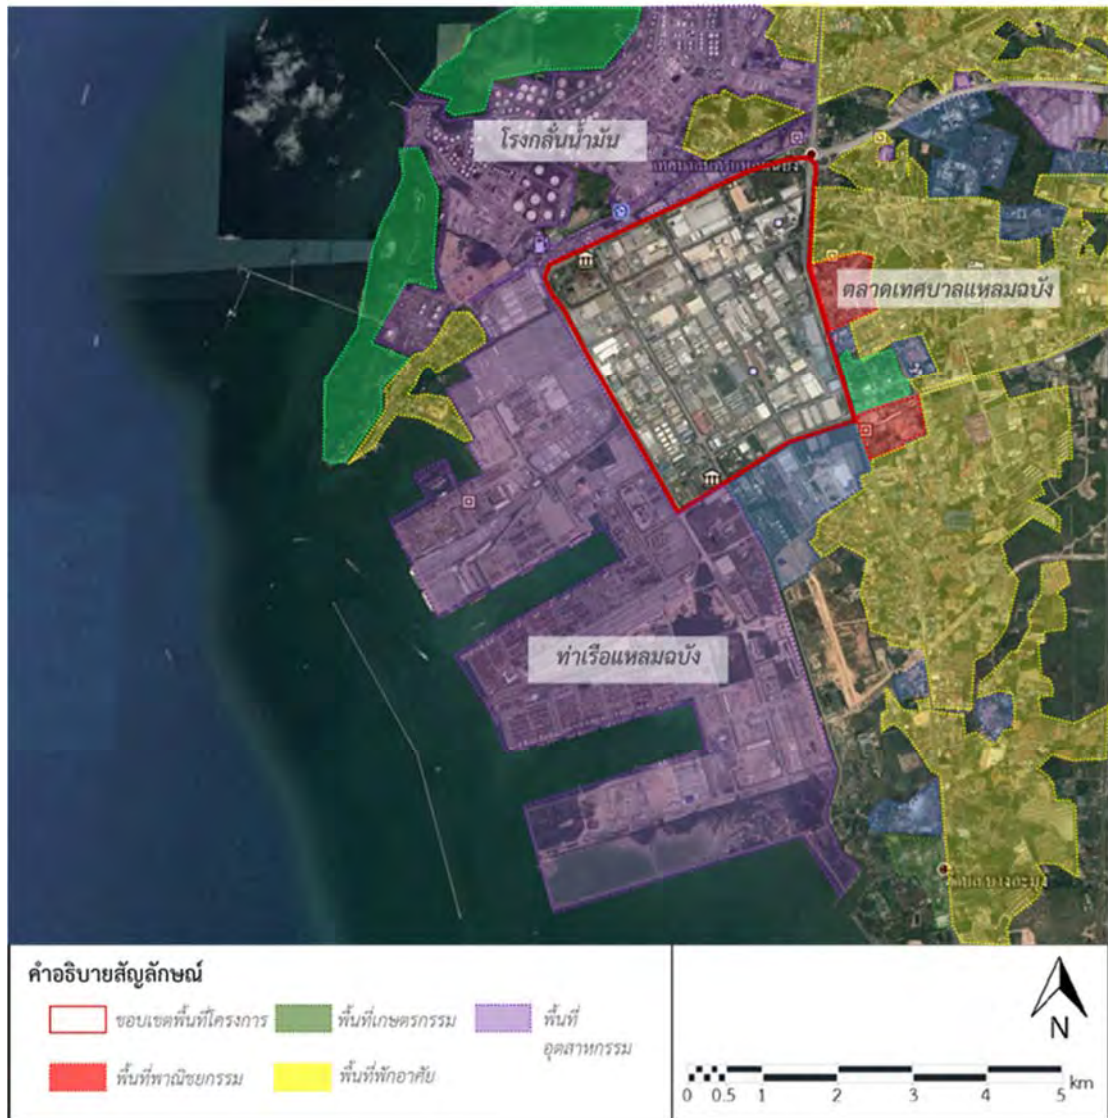 โรงกลั่นน้ำมัน
ตลาดเทศบาลแหลมฉบัง
ท่าเรือแหลมฉบัง
คำอธิบายสัญลักษณ์
ขอบเขตพื้นที่โครงการ
พื้นที่เกษตรกรรม
พื้นที่
อุตสาหกรรม
พื้นที่พาณิชยกรรม
พื้นที่พักอาศัย
N
0 0.5 1 2 3 4 5 km